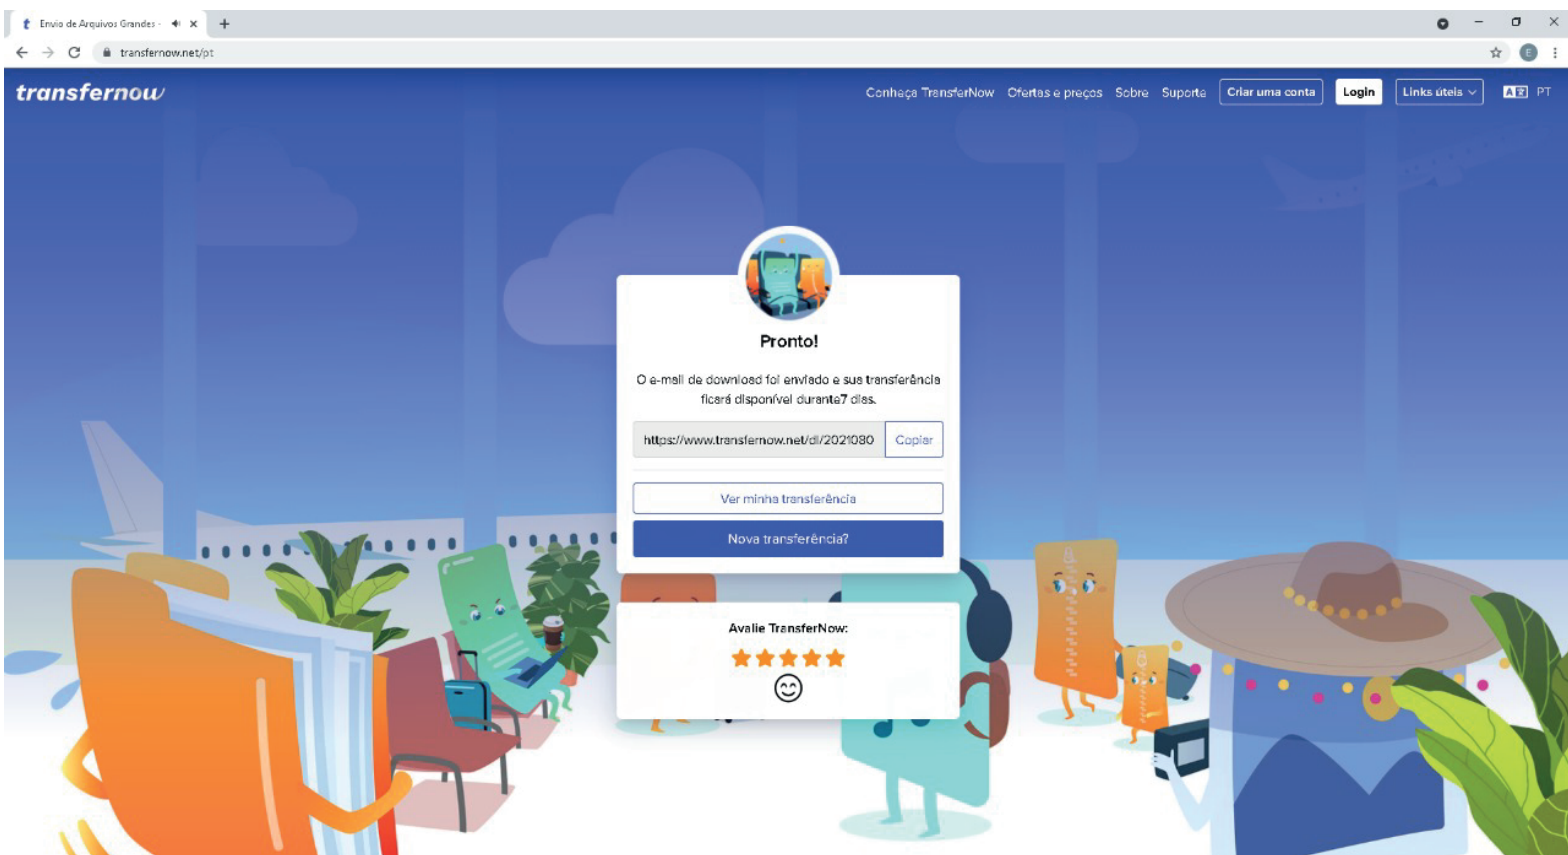 Envio de Arquivos Grandes -
transfernow.net/pt
E
transfernow
Conheça TransferNow Ofertas e preços Sobre Suporte Criar uma conta Login Links úteis PT
Pronto!
O e-mail de download foi enviado e sua transferência
ficará disponível durante7 dias.
https://www.transfernow.net/dl/2021080 Copiar
Ver minha transferência
Nova transferência?
Avalie TransferNow: